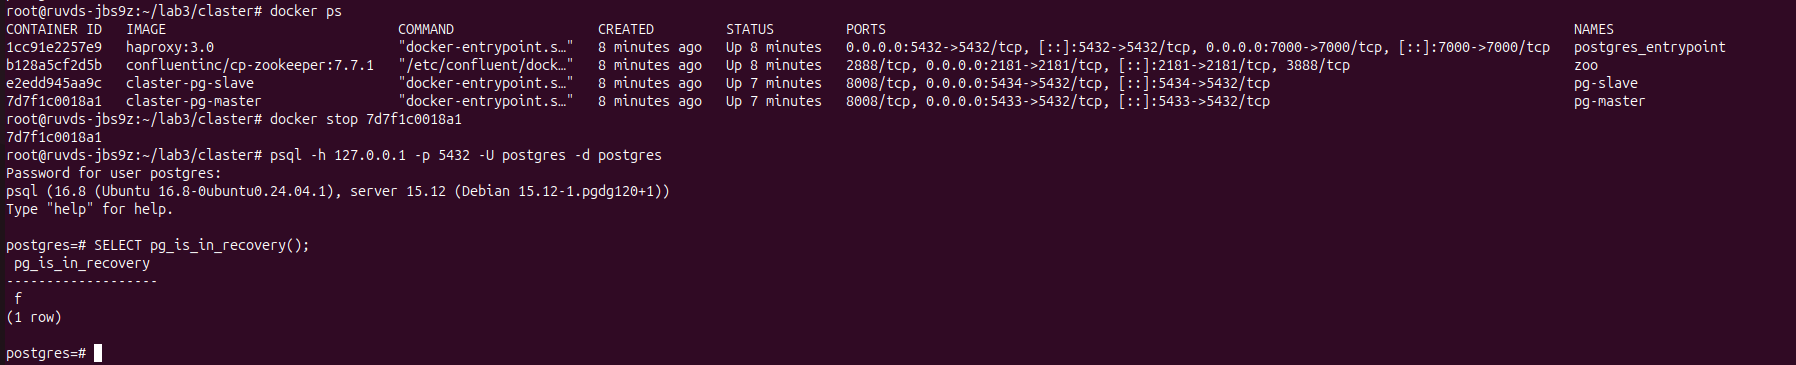 root@ruvds-jbs9z:~/lab3/claster# docker ps
CONTAINER ID   IMAGE                             COMMAND                  CREATED         STATUS         PORTS                                                                                      NAMES
1cc91e2257e9   haproxy:3.0                       "docker-entrypoint.s…"   8 minutes ago   Up 8 minutes   0.0.0.0:5432->5432/tcp, [::]:5432->5432/tcp, 0.0.0.0:7000->7000/tcp, [::]:7000->7000/tcp   postgres_entrypoint
b128a5cf2d5b   confluentinc/cp-zookeeper:7.7.1   "/etc/confluent/dock…"   8 minutes ago   Up 8 minutes   2888/tcp, 0.0.0.0:2181->2181/tcp, [::]:2181->2181/tcp, 3888/tcp                            zoo
e2edd945aa9c   claster-pg-slave                  "docker-entrypoint.s…"   8 minutes ago   Up 7 minutes   8008/tcp, 0.0.0.0:5434->5432/tcp, [::]:5434->5432/tcp                                      pg-slave
7d7f1c0018a1   claster-pg-master                 "docker-entrypoint.s…"   8 minutes ago   Up 7 minutes   8008/tcp, 0.0.0.0:5433->5432/tcp, [::]:5433->5432/tcp                                      pg-master
root@ruvds-jbs9z:~/lab3/claster# docker stop 7d7f1c0018a1
7d7f1c0018a1
root@ruvds-jbs9z:~/lab3/claster# psql -h 127.0.0.1 -p 5432 -U postgres -d postgres
Password for user postgres:
psql (16.8 (Ubuntu 16.8-0ubuntu0.24.04.1), server 15.12 (Debian 15.12-1.pgdg120+1))
Type "help" for help.
postgres=# SELECT pg_is_in_recovery();
pg_is_in_recovery
-------------------
f
(1 row)
postgres=#